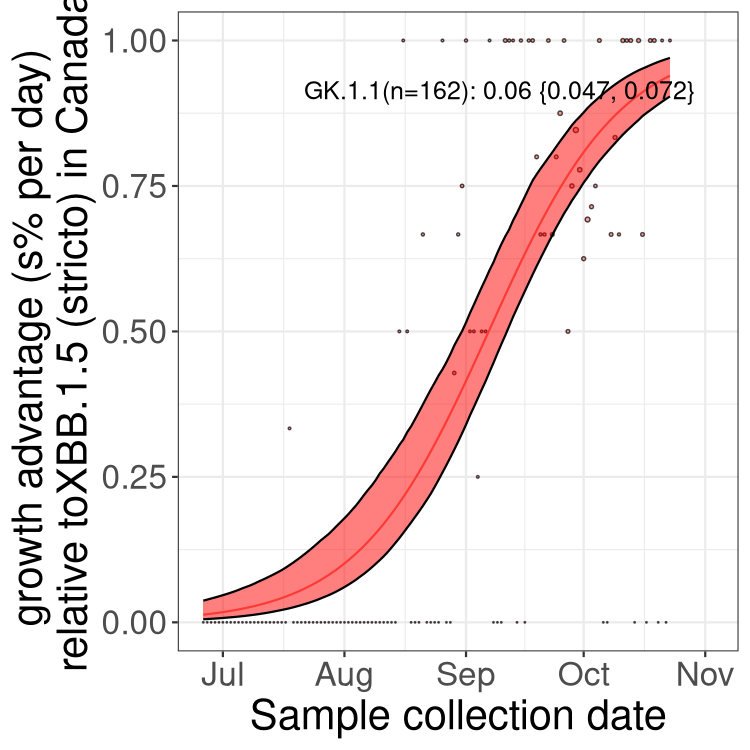 growth advantage (s% per day)
relative toXBB.1.5 (stricto) in Canada
1.00
0.75
0.50
0.25
0.00
GK.1.1(n=162): 0.06 {0.047, 0.072}
Jul Aug Sep Oct Nov
Sample collection date